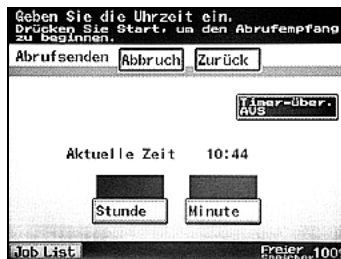 Geben Sie die Uhrzeit ein.
Drücken Sie Start, um den Abrufempfang
zu beginnen.
Abrufsenden Abbruch Zurück
Timer-über.
AUS
Aktuelle Zeit 10:44
Stunde Minute
Job List Freier
Speicher 100%